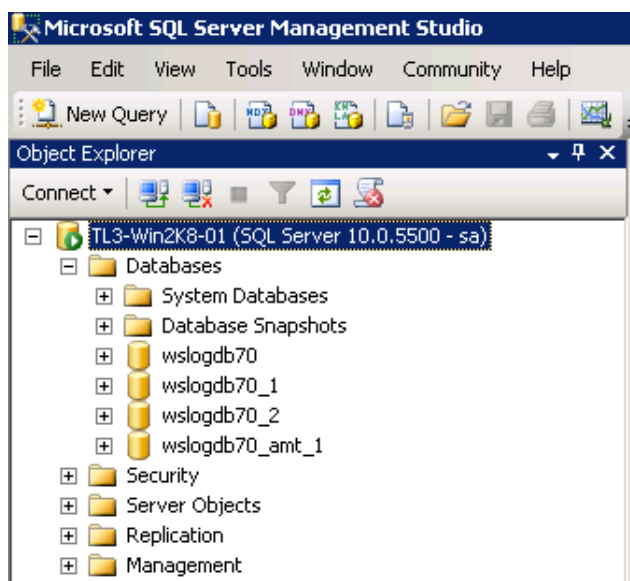 Microsoft SQL Server Management Studio
File Edit View Tools Window Community Help
New Query
Object Explorer
Connect
TL3-Win2K8-01 (SQL Server 10.0.5500 - sa)
Databases
System Databases
Database Snapshots
wslogdb70
wslogdb70_1
wslogdb70_2
wslogdb70_amt_1
Security
Server Objects
Replication
Management